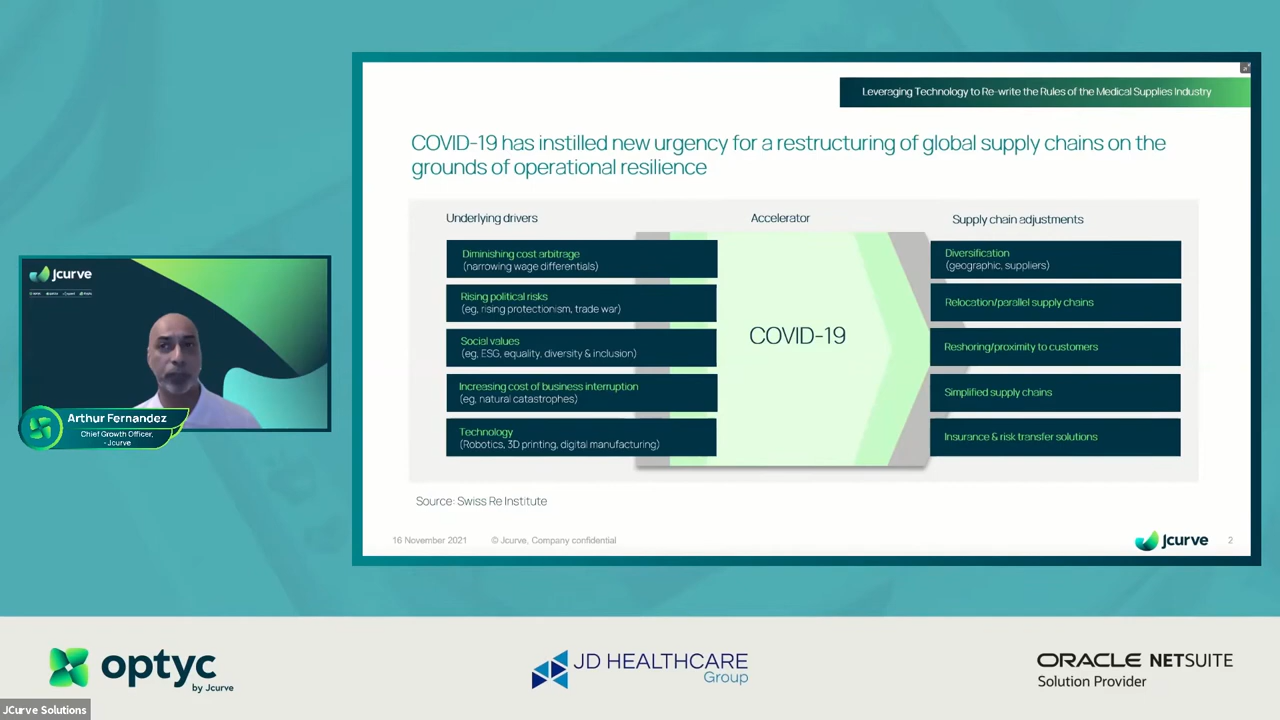 Leveraging Technology to Re-write the Rules of the Medical Supplies Industry
COVID-19 has instilled new urgency for a restructuring of global supply chains on the
grounds of operational resilience
Underlying drivers
Accelerator
Supply chain adjustments
Diminishing cost arbitrage
(narrowing wage differentials)
Rising political risks
(eg, rising protectionism, trade war)
Social values
(eg, ESG, equality, diversity & inclusion)
Increasing cost of business interruption
(eg, natural catastrophes)
Technology
(Robotics, 3D printing, digital manufacturing)
COVID-19
Diversification
(geographic, suppliers)
Relocation/parallel supply chains
Reshoring/proximity to customers
Simplified supply chains
Insurance & risk transfer solutions
Source: Swiss Re Institute
16 November 2021
© Jcurve, Company confidential
Jcurve
2
Jcurve
Arthur Fernandez
Chief Growth Officer,
- Jcurve
optyc
by Jcurve
JD HEALTHCARE
Group
ORACLE NETSUITE
Solution Provider
JCurve Solutions